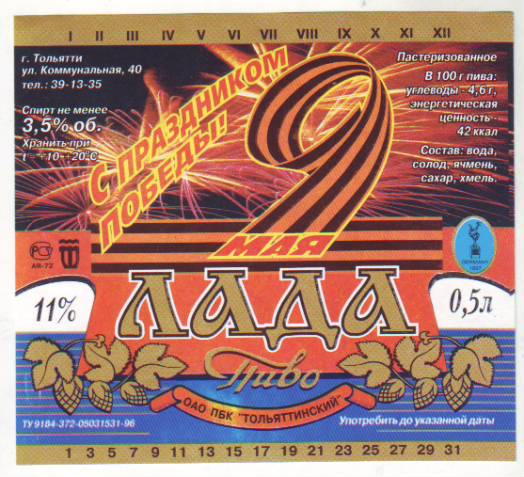 I II III IV V VI VII VIII IX X XI XII
г. Тольятти
ул. Коммунальная, 40
тел.: 39-13-35
Спирт не менее
3,5% об.
Хранить при
t - +10 -+20°С
С ПРАЗДНИКОМ
ПОБЕДЫ!
9
МАЯ
Пастеризованное
В 100 г пива:
углеводы - 4,6 г,
энергетическая
ценность -
42 ккал
Состав: вода,
солод, ячмень,
сахар, хмель.
РСТ
АЯ-72
11%
ЛАДА
0,5л
Пиво
ОАО ПБК "ТОЛЬЯТТИНСКИЙ"
ТУ 9184-372-05031531-96
Употребить до указанной даты
1 3 5 7 9 11 13 15 17 19 21 23 25 27 29 31